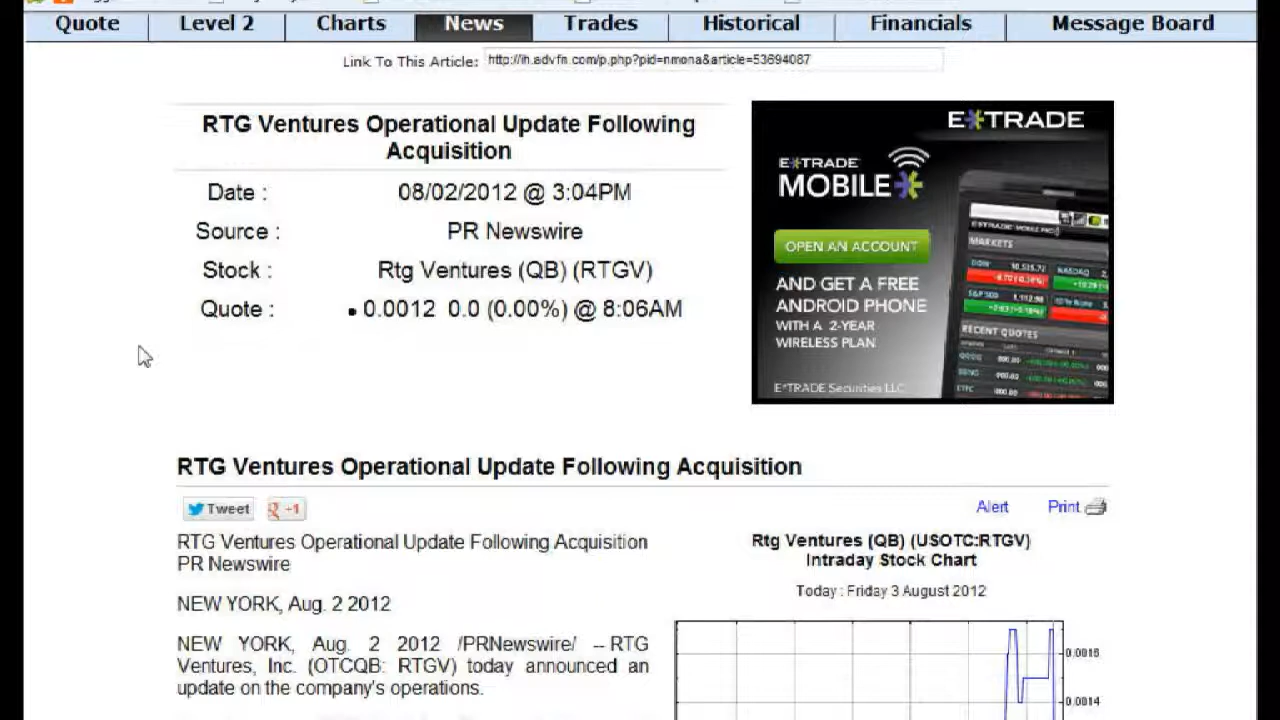 Quote Level 2 Charts News Trades Historical Financials Message Board
Link To This Article: http://ih.advfn.com/p.php?pid=nmona&article=53694087
RTG Ventures Operational Update Following
Acquisition
Date : 08/02/2012 @ 3:04PM
Source : PR Newswire
Stock : Rtg Ventures (QB) (RTGV)
Quote : 0.0012 0.0 (0.00%) @ 8:06AM
E*TRADE
E*TRADE
MOBILE
OPEN AN ACCOUNT
AND GET A FREE
ANDROID PHONE
WITH A 2-YEAR
WIRELESS PLAN
E*TRADE Securities LLC
MARKETS
RECENT QUOTES
RTG Ventures Operational Update Following Acquisition
Tweet +1 Alert Print
RTG Ventures Operational Update Following Acquisition
PR Newswire
NEW YORK, Aug. 2 2012
NEW YORK, Aug. 2 2012 /PRNewswire/ -- RTG
Ventures, Inc. (OTCQB: RTGV) today announced an
update on the company's operations.
Rtg Ventures (QB) (USOTC:RTGV)
Intraday Stock Chart
Today : Friday 3 August 2012
0.0015
0.0014